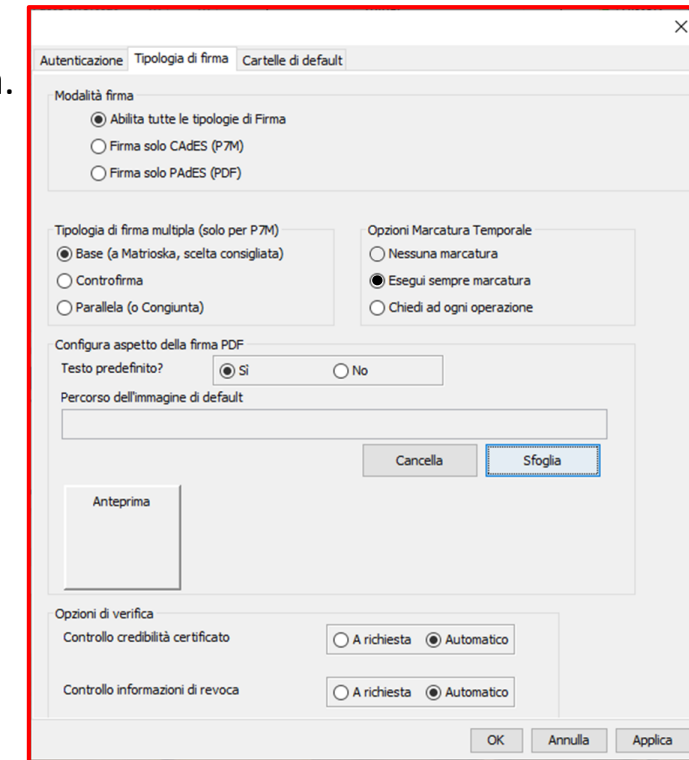 Autenticazione Tipologia di firma Cartelle di default
Modalità firma
Abilita tutte le tipologie di Firma
Firma solo CAdES (P7M)
Firma solo PAdES (PDF)
Tipologia di firma multipla (solo per P7M)
Base (a Matrioska, scelta consigliata)
Controfirma
Parallela (o Congiunta)
Opzioni Marcatura Temporale
Nessuna marcatura
Esegui sempre marcatura
Chiedi ad ogni operazione
Configura aspetto della firma PDF
Testo predefinito? Sì No
Percorso dell'immagine di default
Cancella Sfoglia
Anteprima
Opzioni di verifica
Controllo credibilità certificato A richiesta Automatico
Controllo informazioni di revoca A richiesta Automatico
OK Annulla Applica